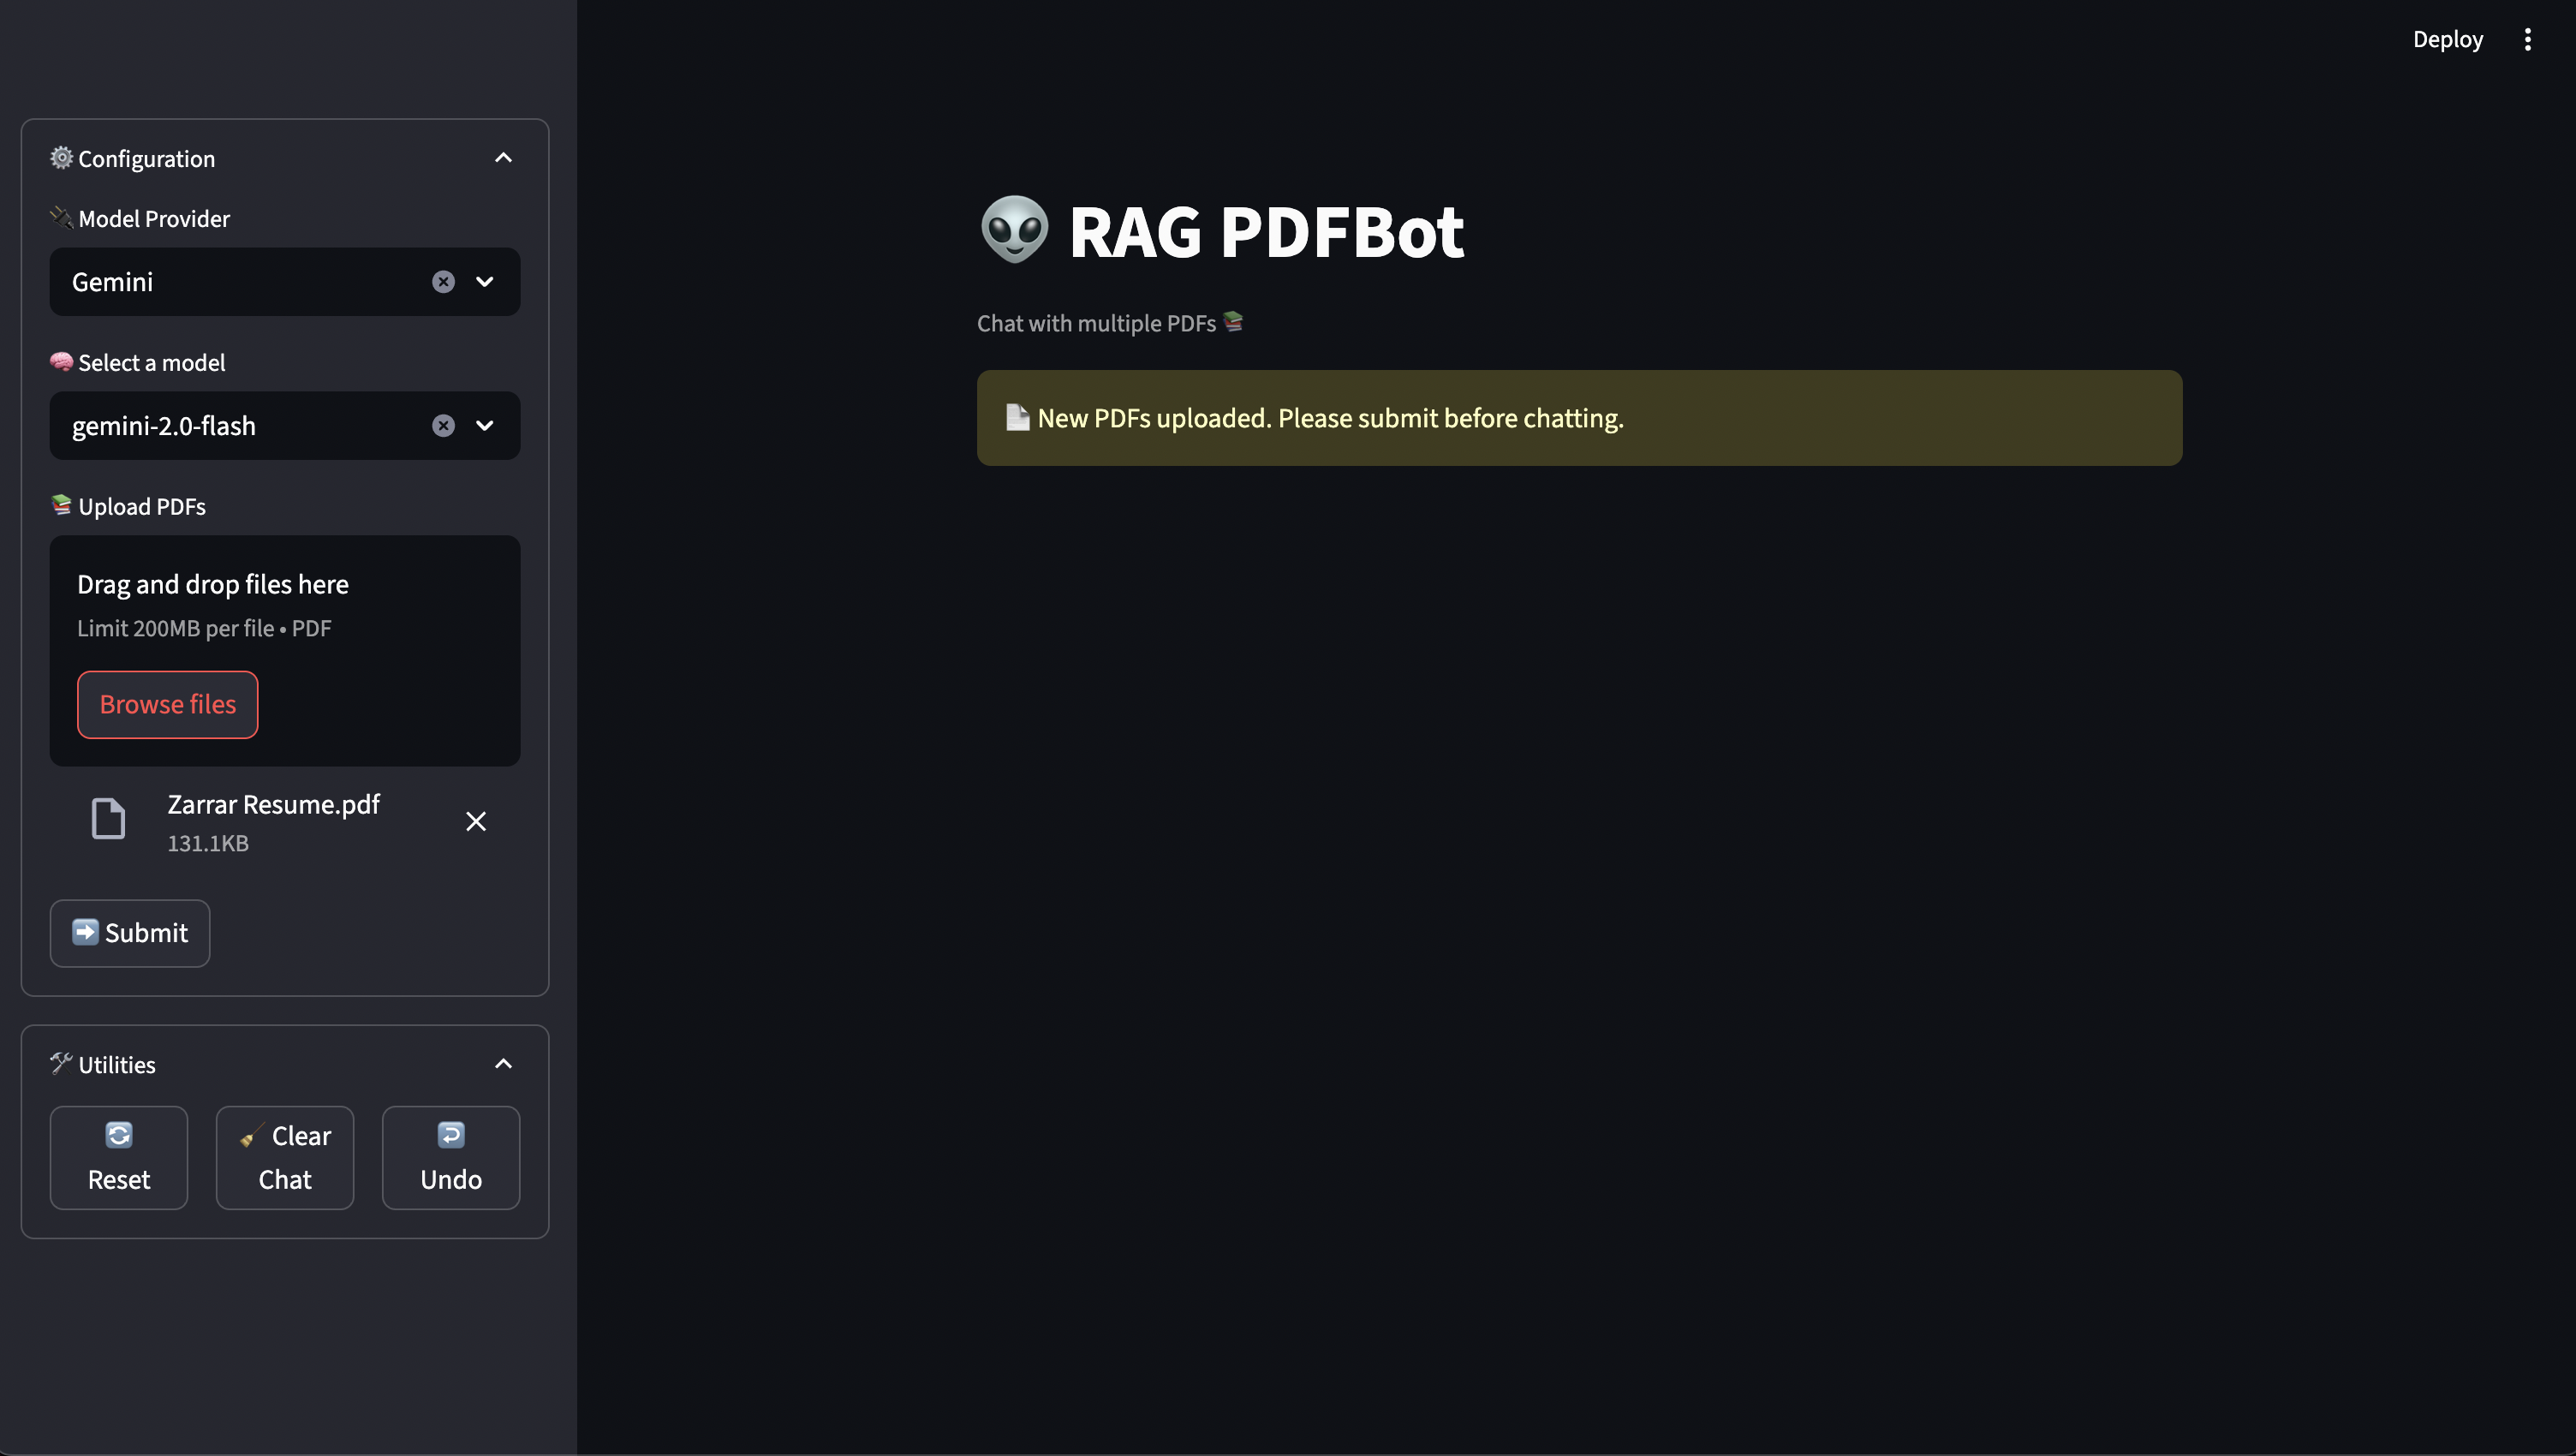 Deploy
⚙️ Configuration
🔌 Model Provider
Gemini
🧠 Select a model
gemini-2.0-flash
📚 Upload PDFs
Drag and drop files here
Limit 200MB per file • PDF
Browse files
Zarrar Resume.pdf
131.1KB
➡️ Submit
🛠️ Utilities
🔄 Reset
🧹 Clear
Chat
↩️ Undo
👽 RAG PDFBot
Chat with multiple PDFs 📚
📄 New PDFs uploaded. Please submit before chatting.